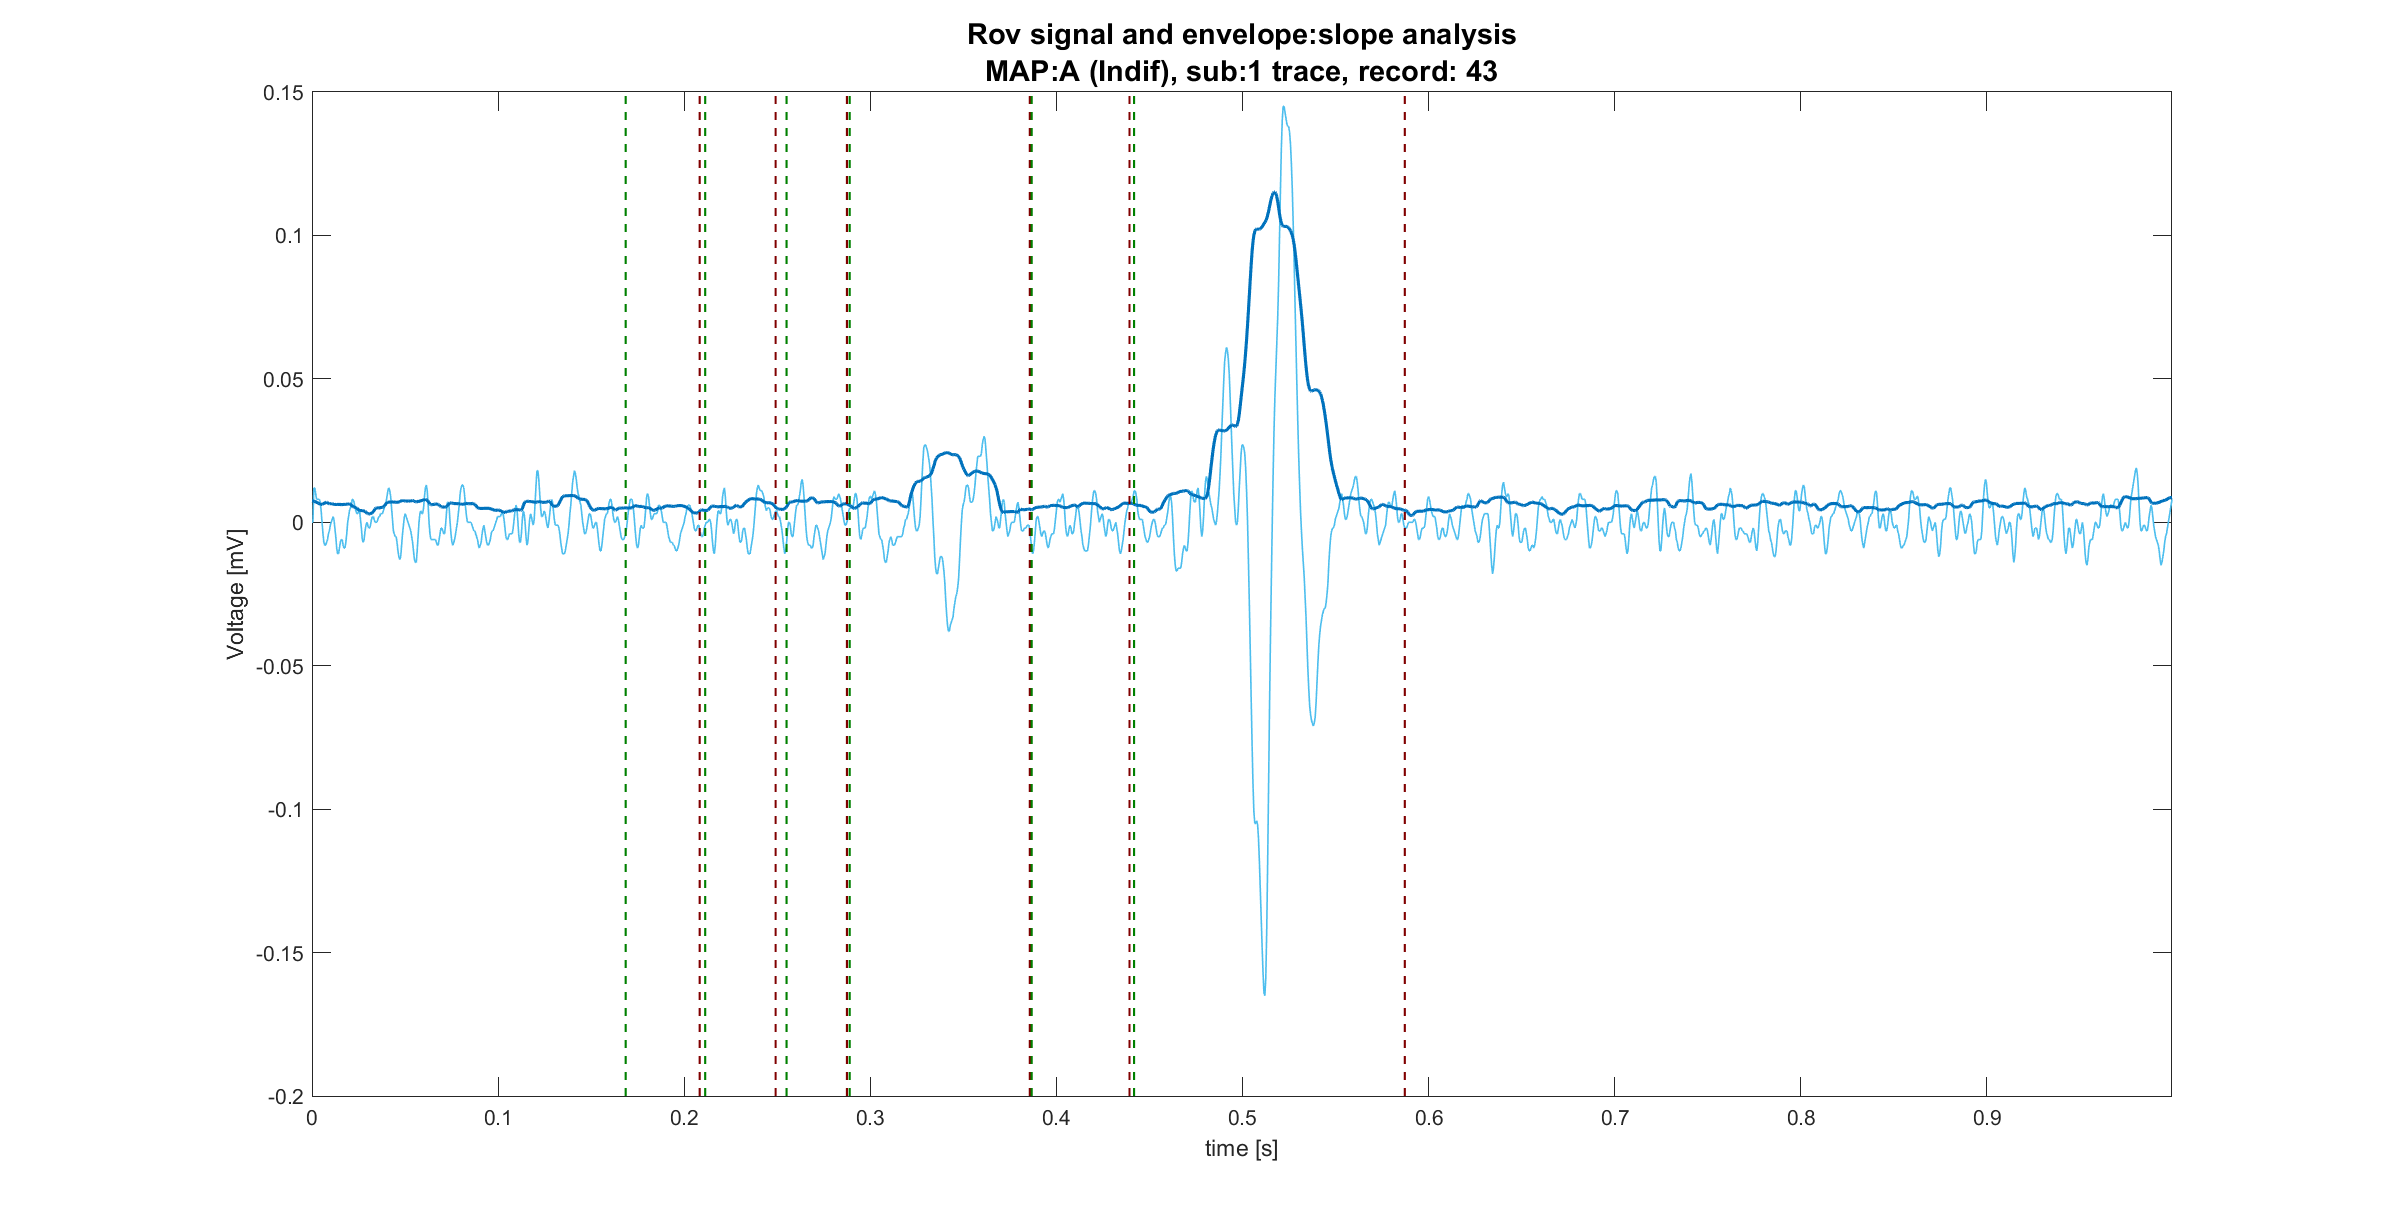 Rov signal and envelope:slope analysis
MAP:A (Indif), sub:1 trace, record: 43
0.15
0.1
0.05
0
-0.05
-0.1
-0.15
-0.2
Voltage [mV]
0 0.1 0.2 0.3 0.4 0.5 0.6 0.7 0.8 0.9
time [s]